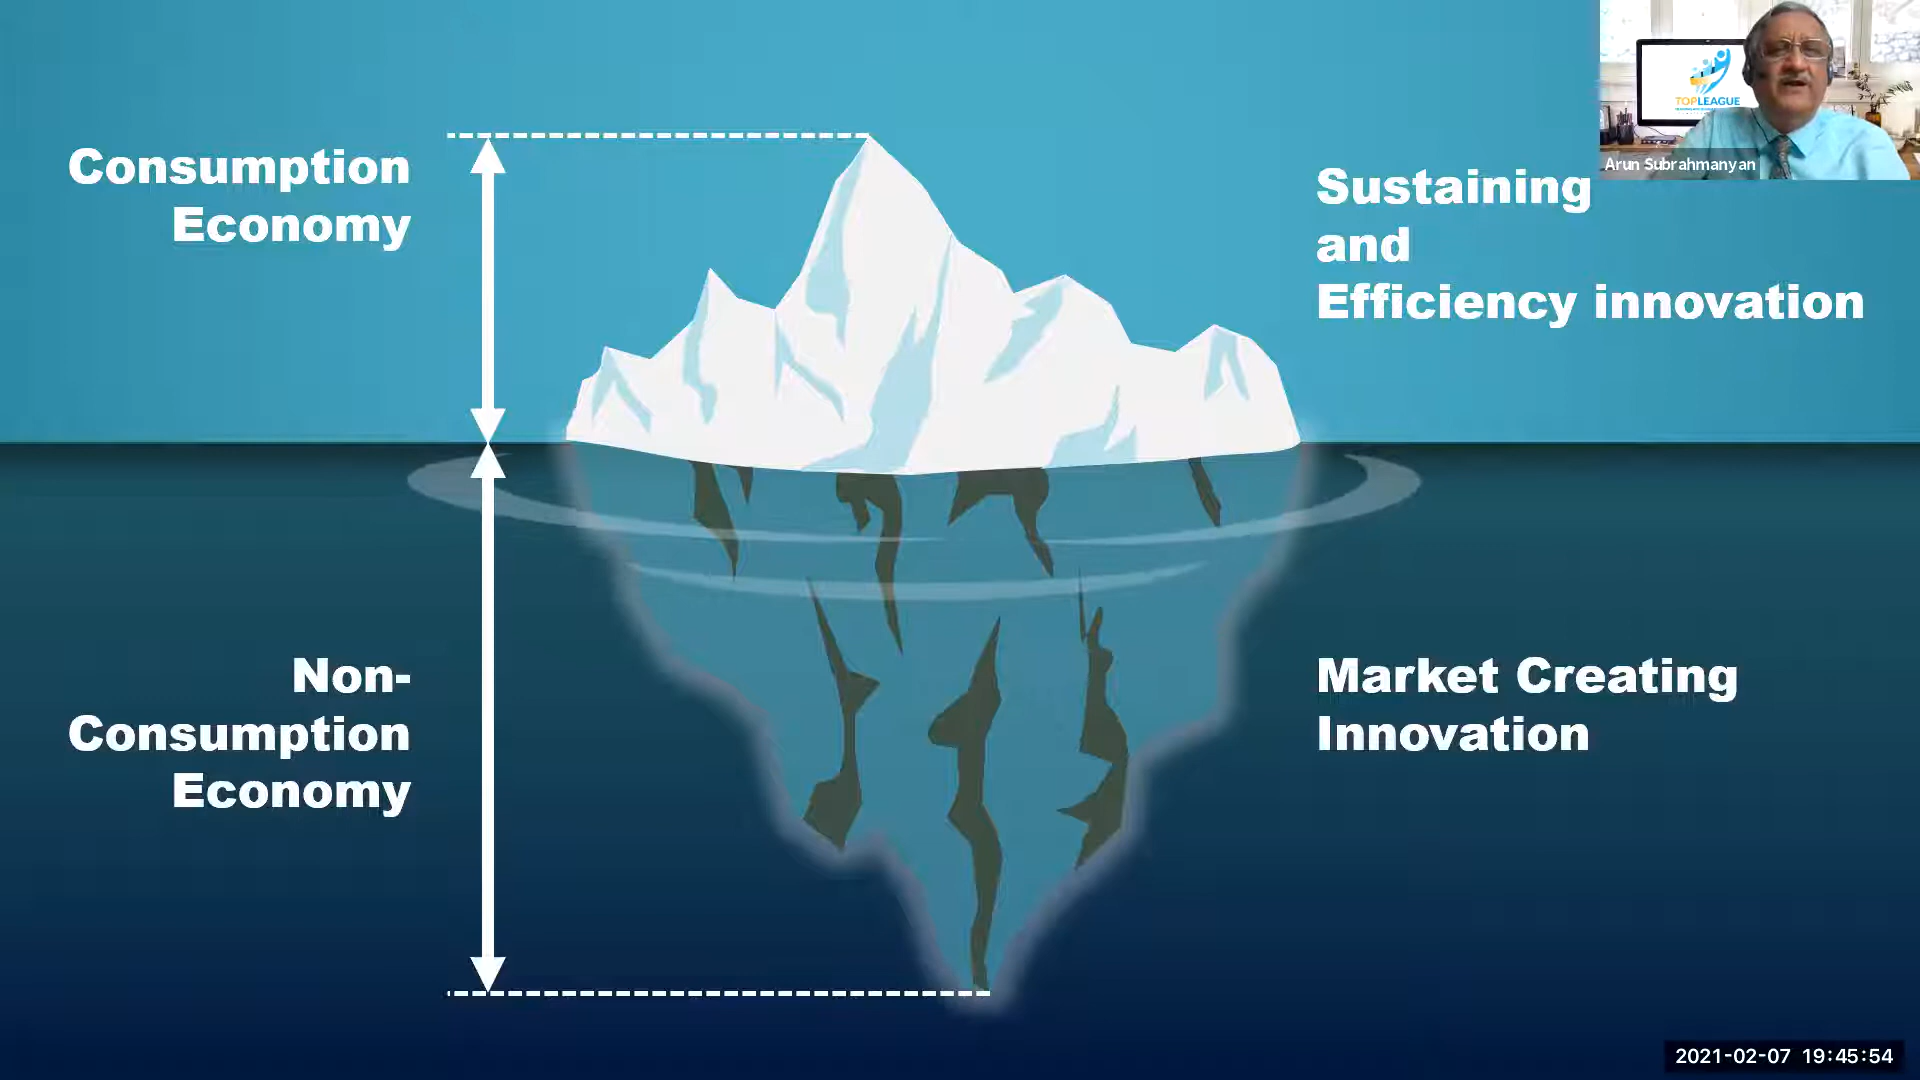 Consumption
Economy
Sustaining
and
Efficiency innovation
TOPLEAGUE
Arun Subrahmanyan
Non-
Consumption
Economy
Market Creating
Innovation
2021-02-07 19:45:54